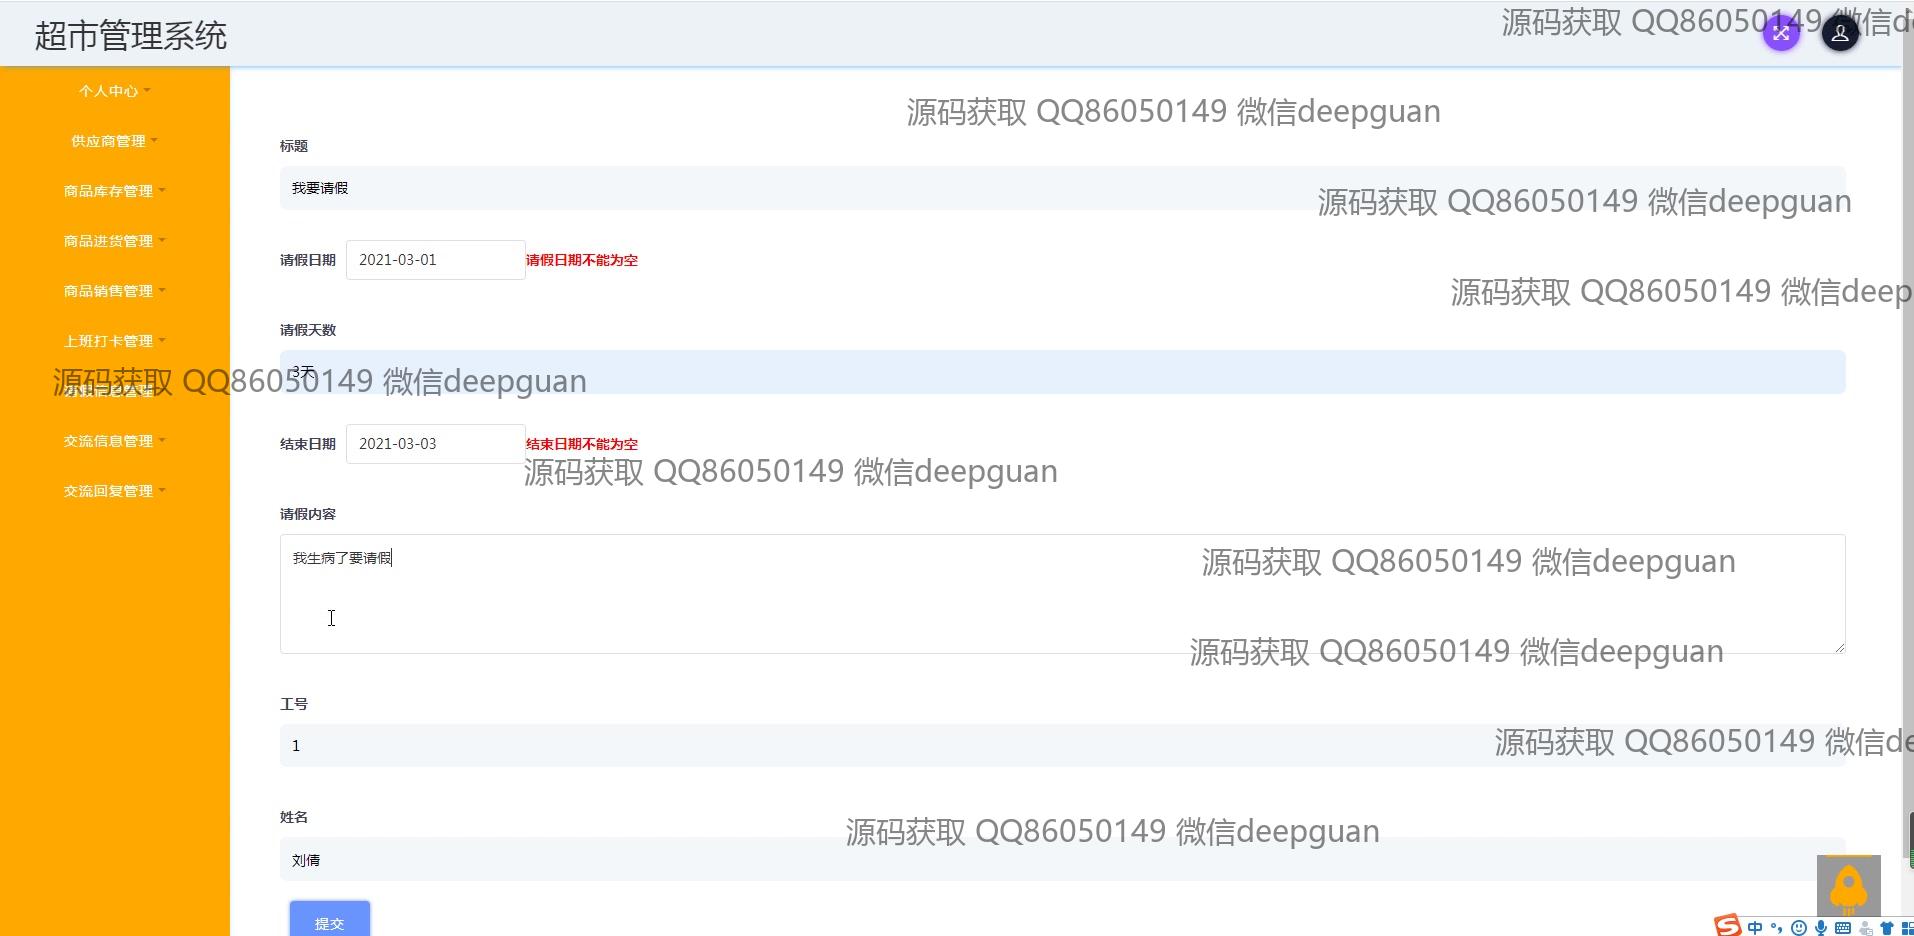 超市管理系统
源码获取 QQ86050149 微信de
个人中心
供应商管理
商品库存管理
商品进货管理
商品销售管理
上班打卡管理
请假信息管理
交流信息管理
交流回复管理
源码获取 QQ86050149 微信deepguan
标题
我要请假
源码获取 QQ86050149 微信deepguan
请假日期 2021-03-01 请假日期不能为空
源码获取 QQ86050149 微信deep
请假天数
3天
源码获取 QQ86050149 微信deepguan
结束日期 2021-03-03 结束日期不能为空
源码获取 QQ86050149 微信deepguan
请假内容
我生病了要请假
源码获取 QQ86050149 微信deepguan
源码获取 QQ86050149 微信deepguan
工号
1
源码获取 QQ86050149 微信de
姓名
源码获取 QQ86050149 微信deepguan
刘倩
提交
中